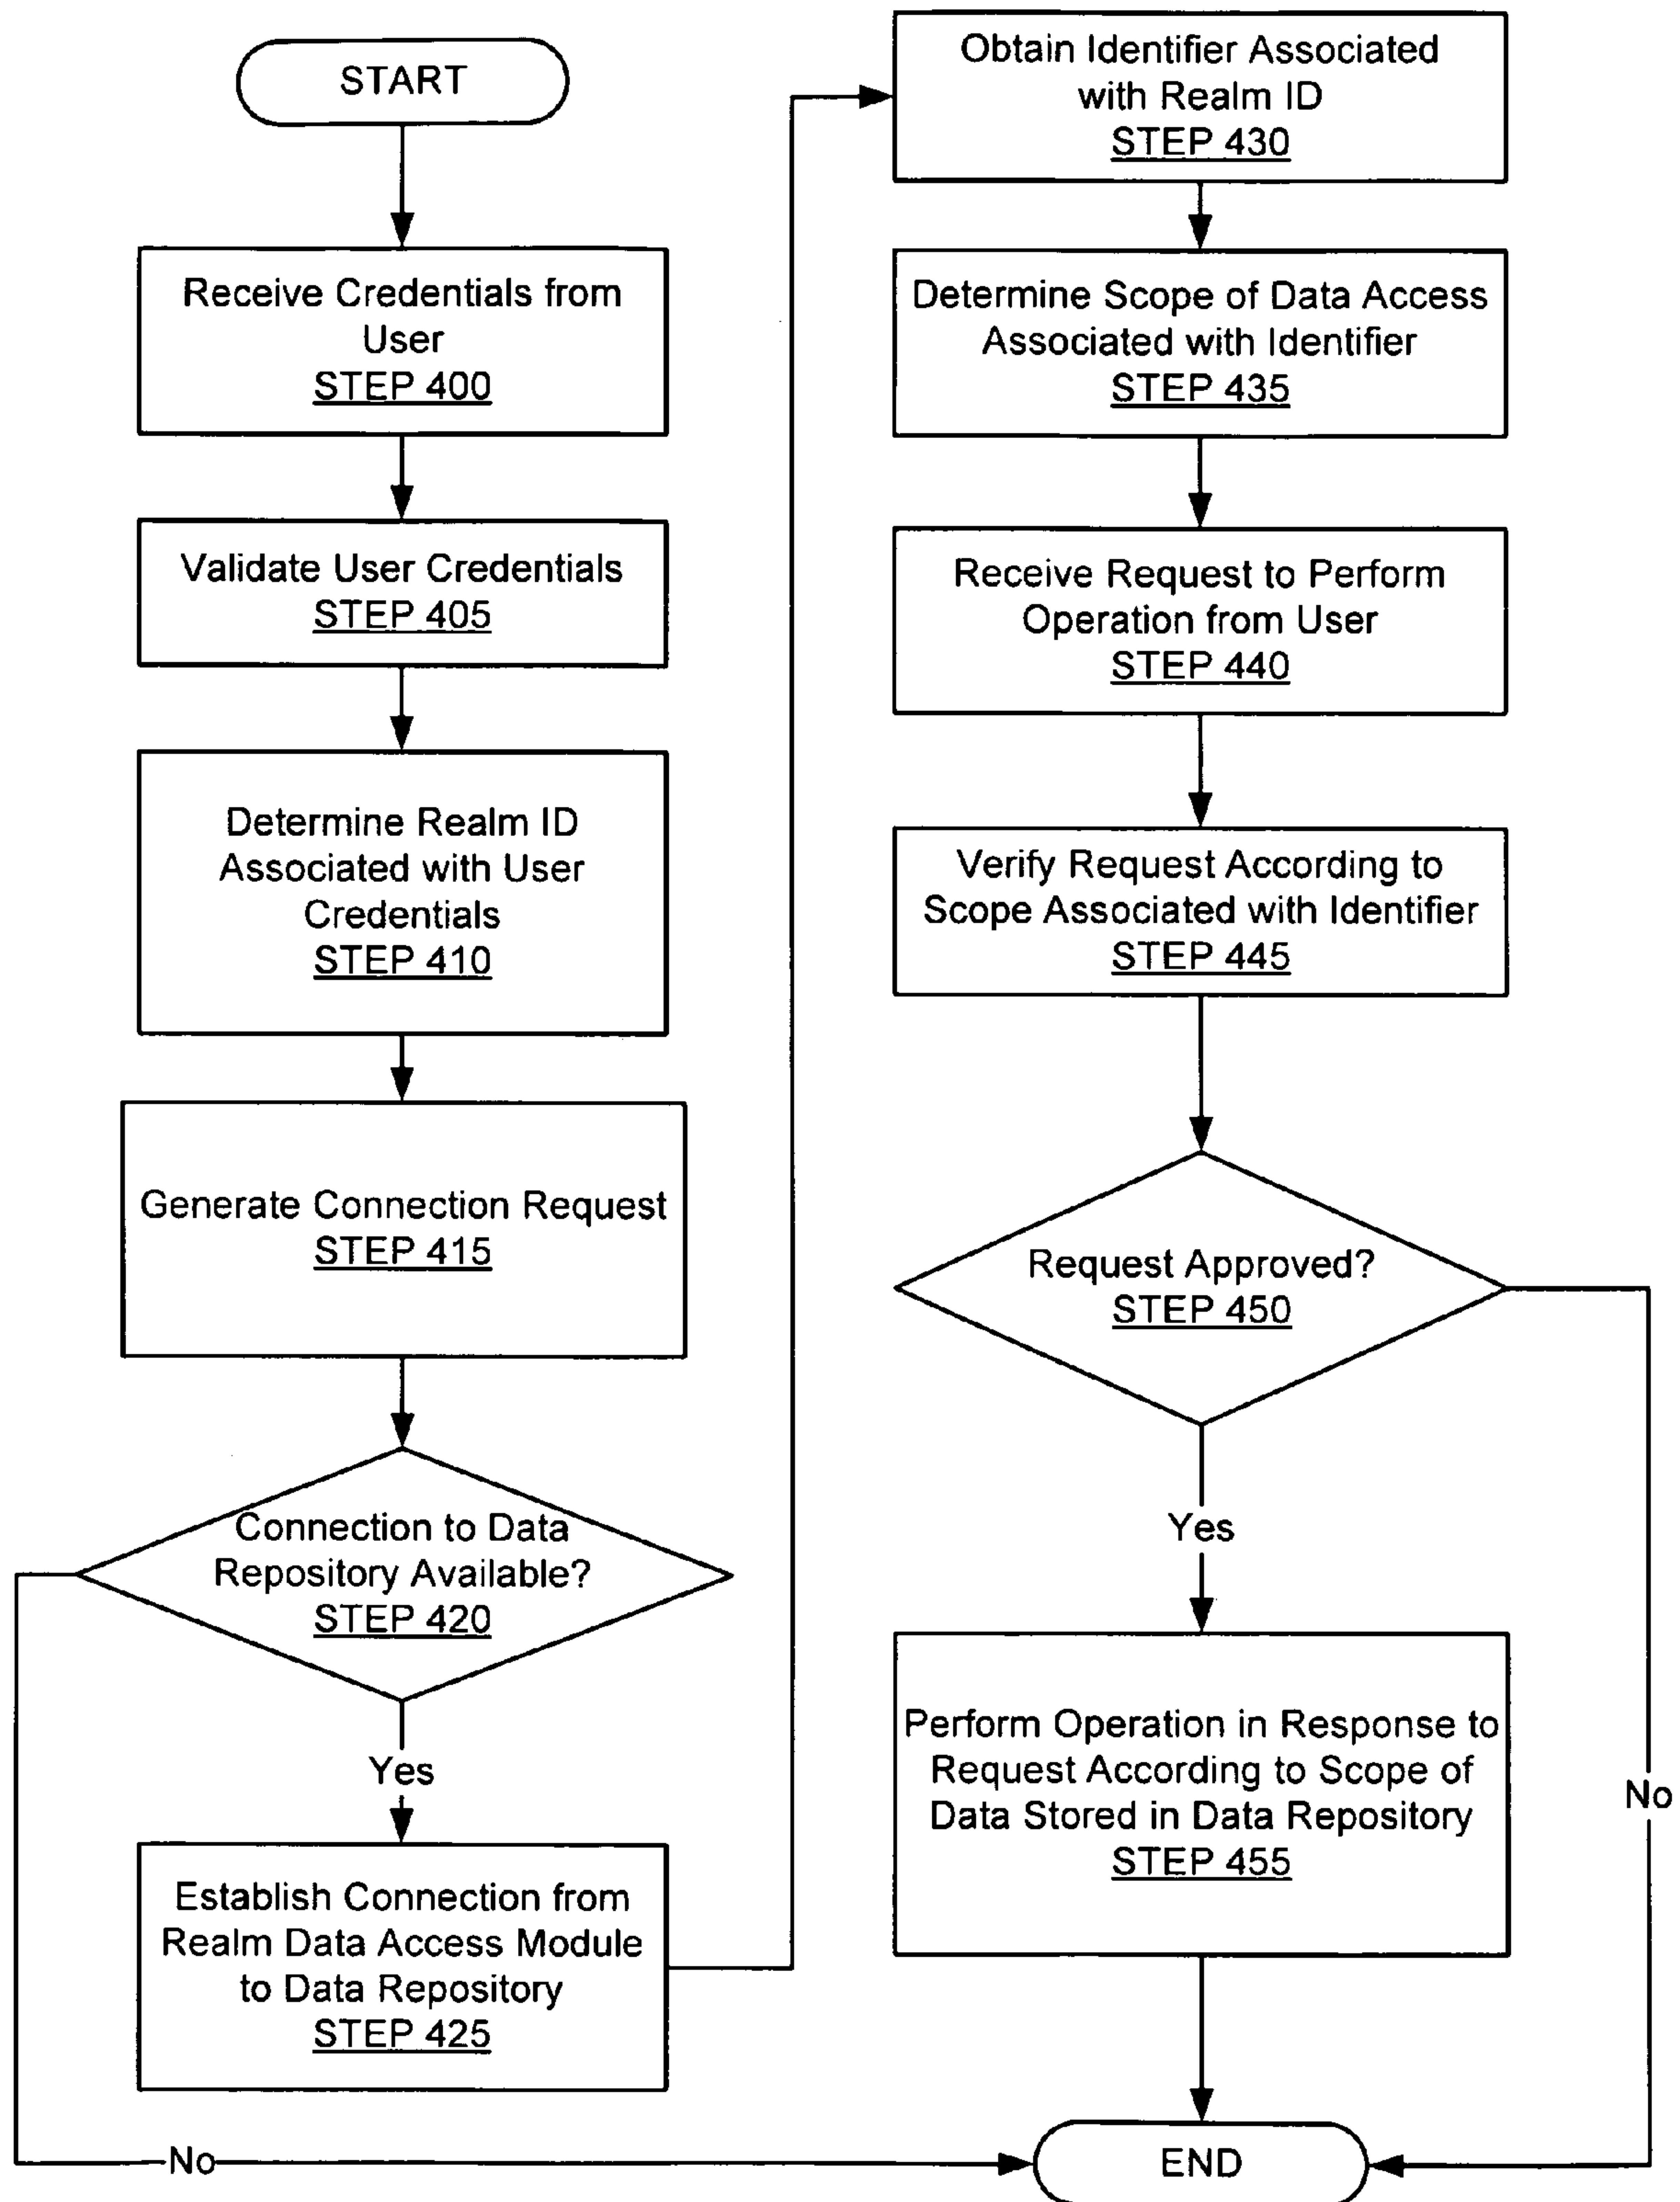 START
Receive Credentials from
User
STEP 400
Validate User Credentials
STEP 405
Determine Realm ID
Associated with User
Credentials
STEP 410
Generate Connection Request
STEP 415
Connection to Data
Repository Available?
STEP 420
Yes
Establish Connection from
Realm Data Access Module
to Data Repository
STEP 425
No
Obtain Identifier Associated
with Realm ID
STEP 430
Determine Scope of Data Access
Associated with Identifier
STEP 435
Receive Request to Perform
Operation from User
STEP 440
Verify Request According to
Scope Associated with Identifier
STEP 445
Request Approved?
STEP 450
Yes
No
Perform Operation in Response to
Request According to Scope of
Data Stored in Data Repository
STEP 455
END